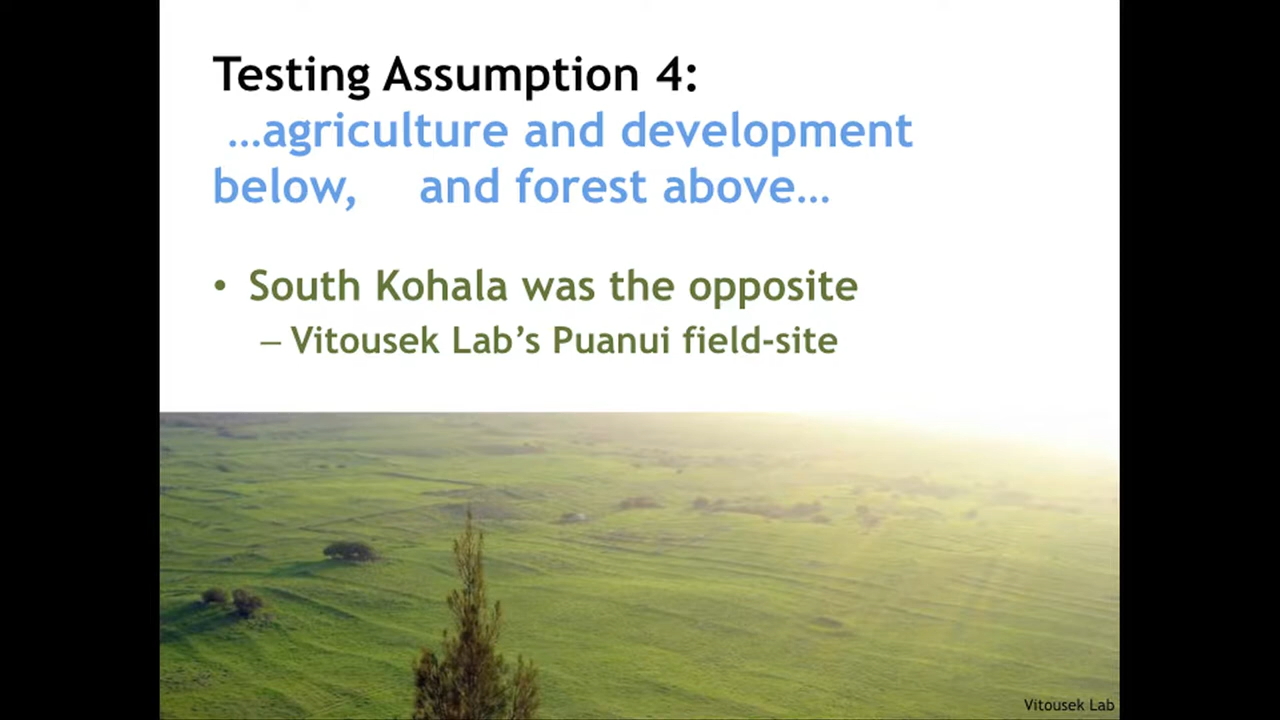 Testing Assumption 4:
…agriculture and development
below, and forest above…
• South Kohala was the opposite
– Vitousek Lab's Puanui field-site
Vitousek Lab